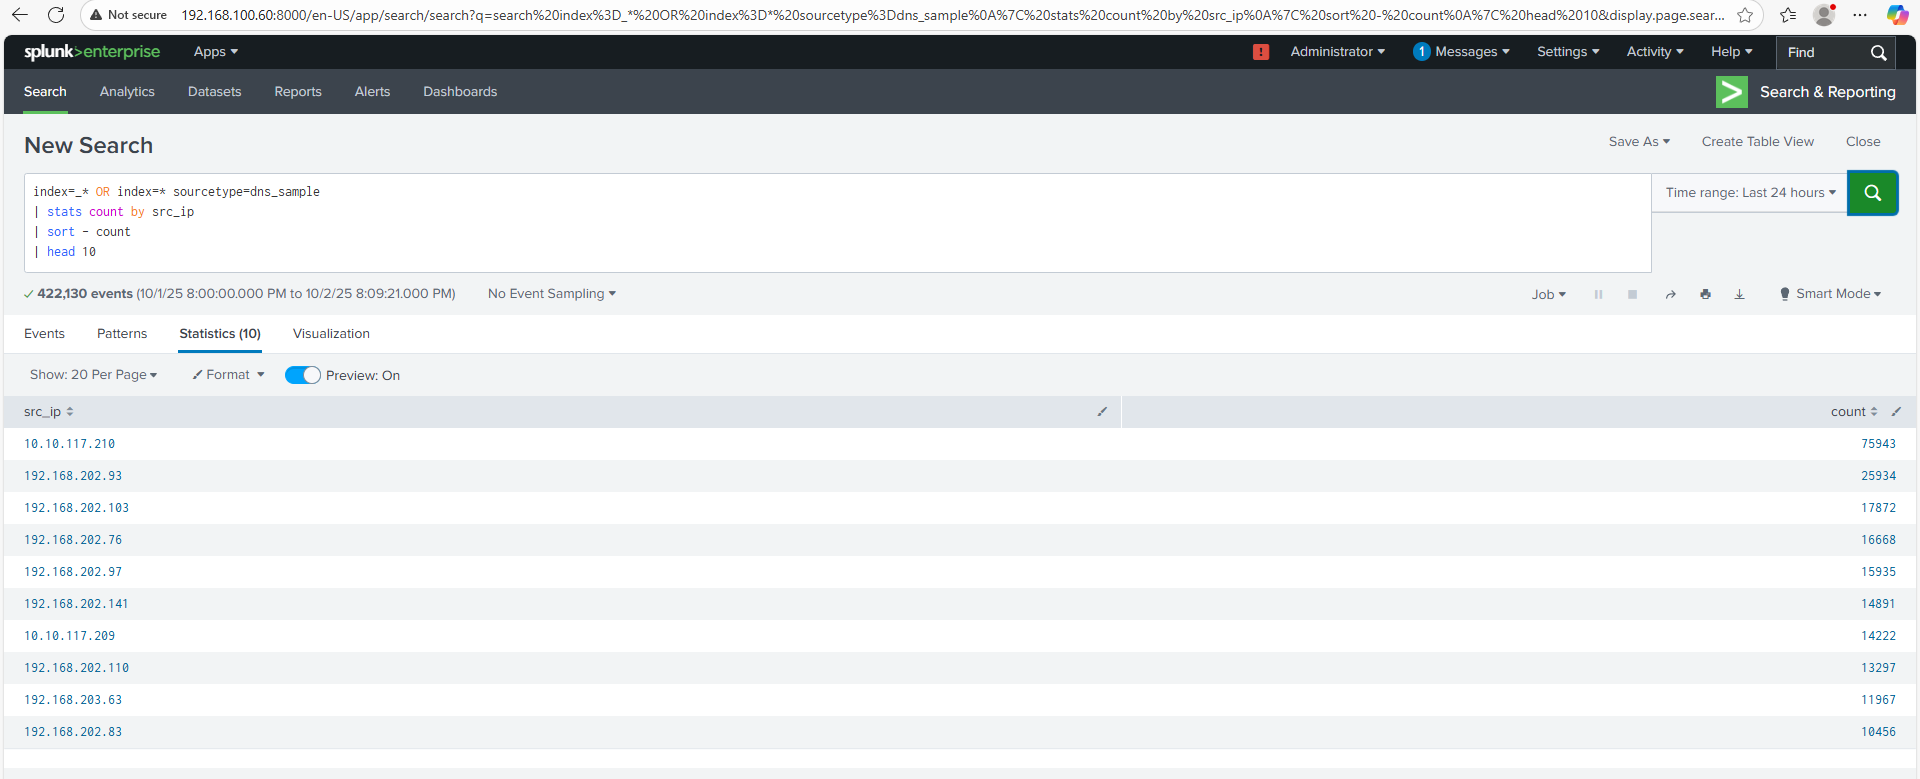 Not secure 192.168.100.60:8000/en-US/app/search/search?q=search%20index%3D_*%20OR%20index%3D*%20sourcetype%3Ddns_sample%0A%7C%20stats%20count%20by%20src_ip%0A%7C%20sort%20-%20count%0A%7C%20head%2010&display.page.sear...
splunk>enterprise Apps ! Administrator 1 Messages Settings Activity Help Find
Search Analytics Datasets Reports Alerts Dashboards > Search & Reporting
New Search Save As Create Table View Close
index=_* OR index=* sourcetype=dns_sample
| stats count by src_ip
| sort - count
| head 10
Time range: Last 24 hours
✓ 422,130 events (10/1/25 8:00:00.000 PM to 10/2/25 8:09:21.000 PM) No Event Sampling Job Smart Mode
Events Patterns Statistics (10) Visualization
Show: 20 Per Page Format Preview: On
src_ip count
10.10.117.210 75943
192.168.202.93 25934
192.168.202.103 17872
192.168.202.76 16668
192.168.202.97 15935
192.168.202.141 14891
10.10.117.209 14222
192.168.202.110 13297
192.168.203.63 11967
192.168.202.83 10456